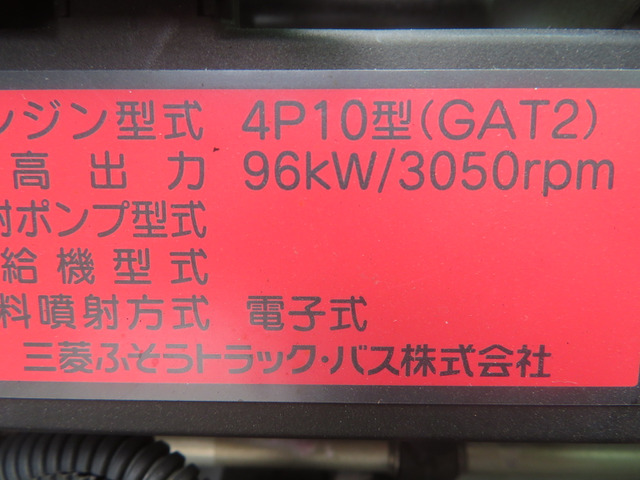 ンジン型式 4P10型(GAT2)
高出力 96kW/3050rpm
射ポンプ型式
給機型式
料噴射方式 電子式
三菱ふそうトラック・バス株式会社